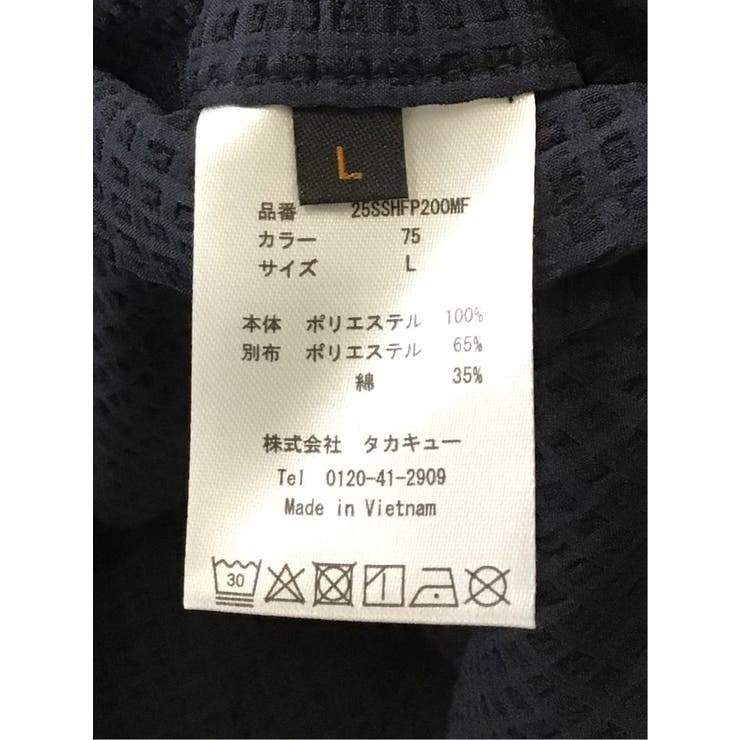 L
品番 25SSHFP200MF
カラー 75
サイズ L
本体 ポリエステル 100%
別布 ポリエステル 65%
綿 35%
株式会社 タカキュー
Tel 0120-41-2909
Made in Vietnam
30